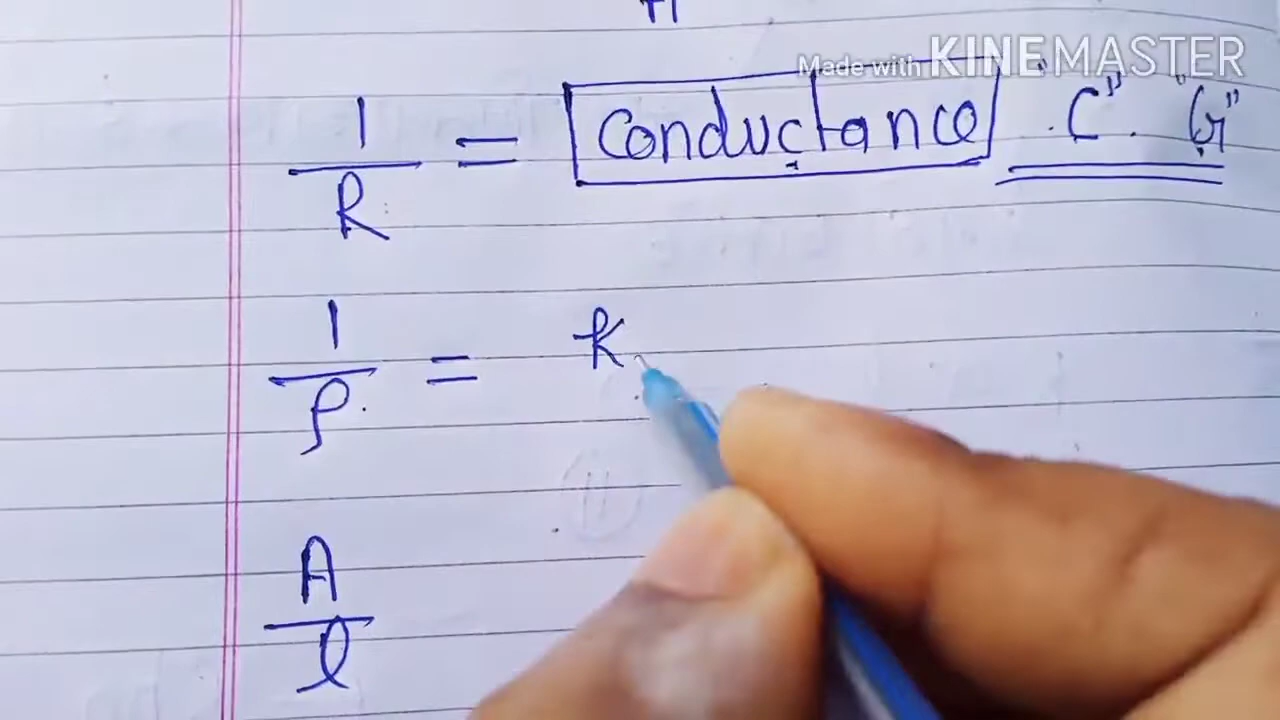 Made with KINEMASTER
1/R = Conductance "C". "G"
1/ρ = K
A/l